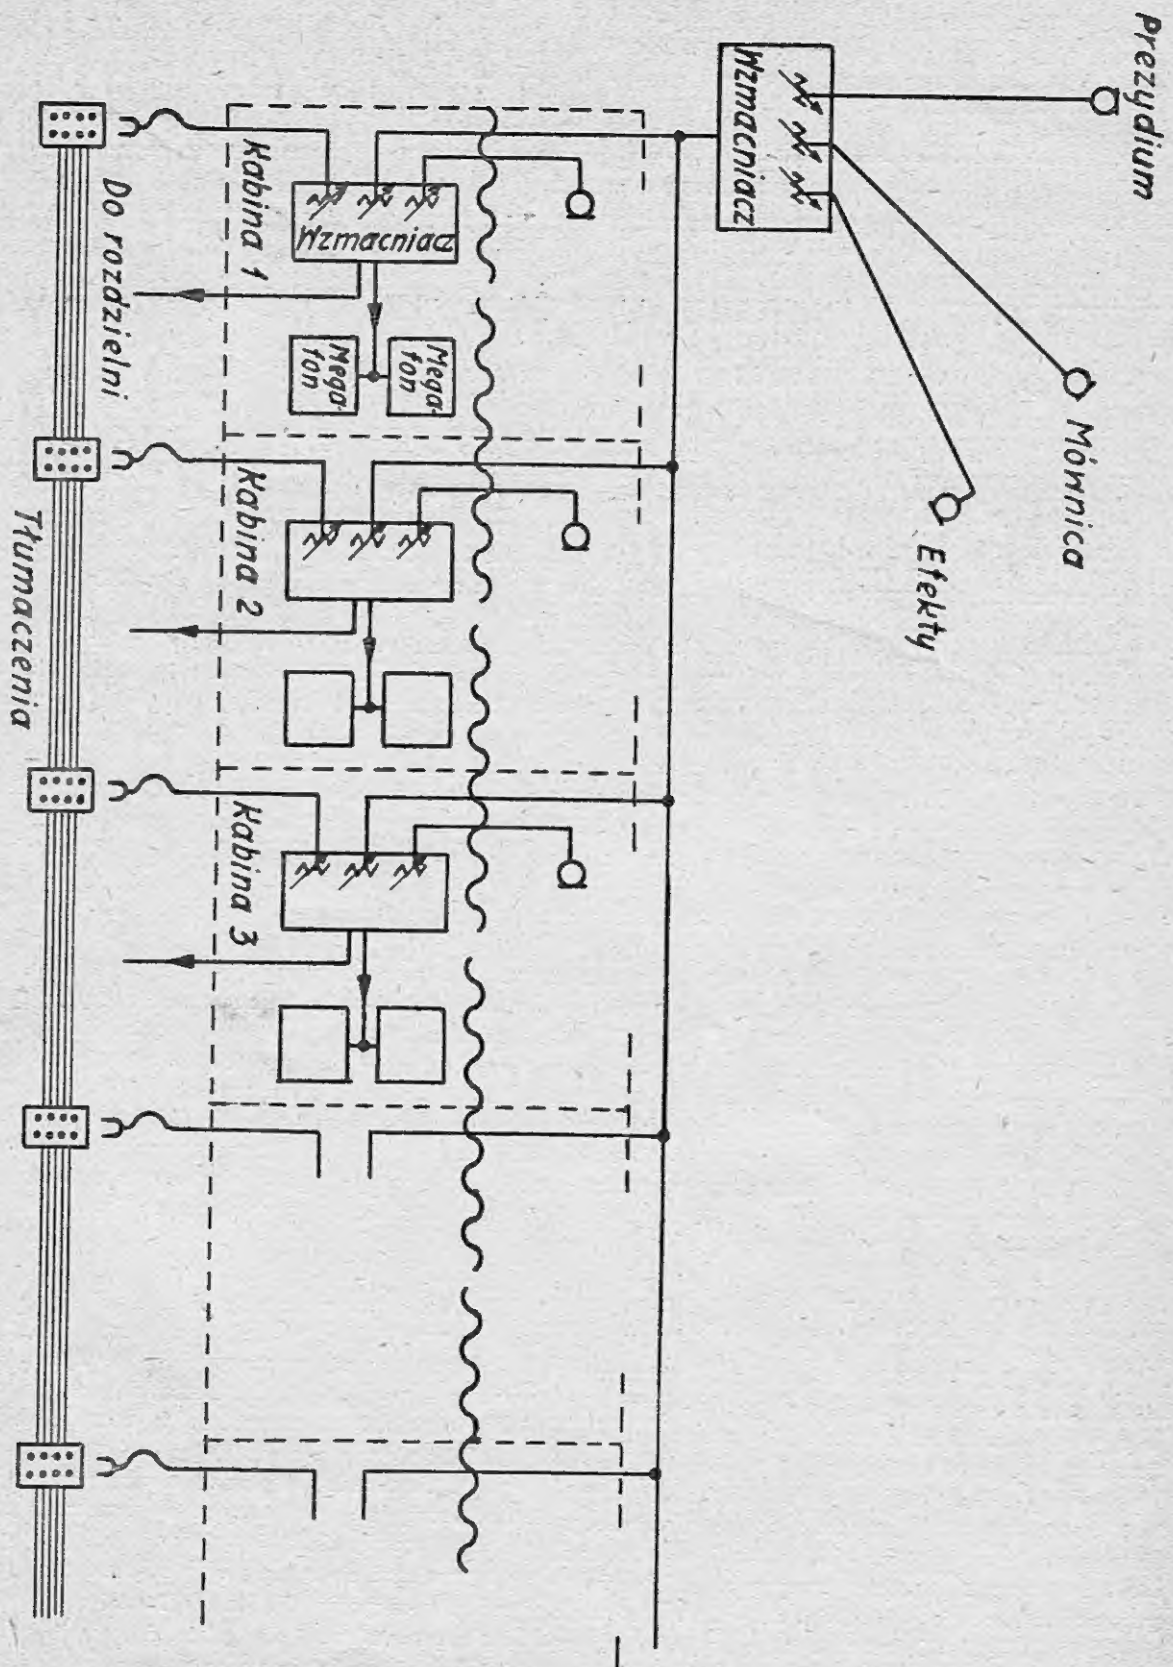 Prezydium
Mównica
Efekty
Wzmacniacz
Kabina 1
Wzmacniacz
Mega-
fon
Mega-
fon
Do rozdzielni
Kabina 2
Kabina 3
Tłumaczenia